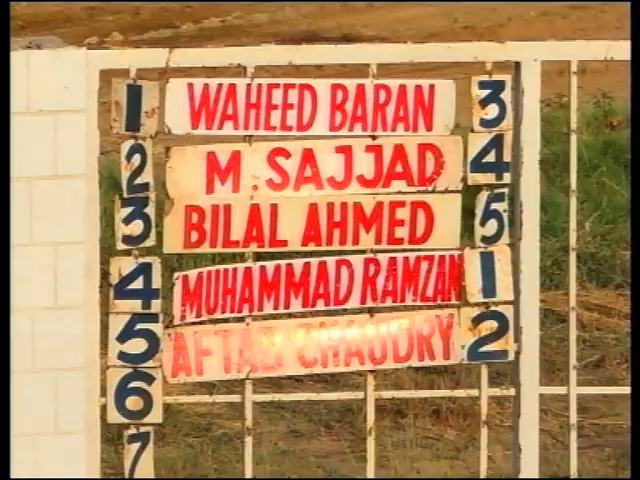 1 WAHEED BARAN 3
2 M. SAJJAD 4
3 BILAL AHMED 5
4 MUHAMMAD RAMZAN 1
5 AFTAB CHAUDRY 2
6
7